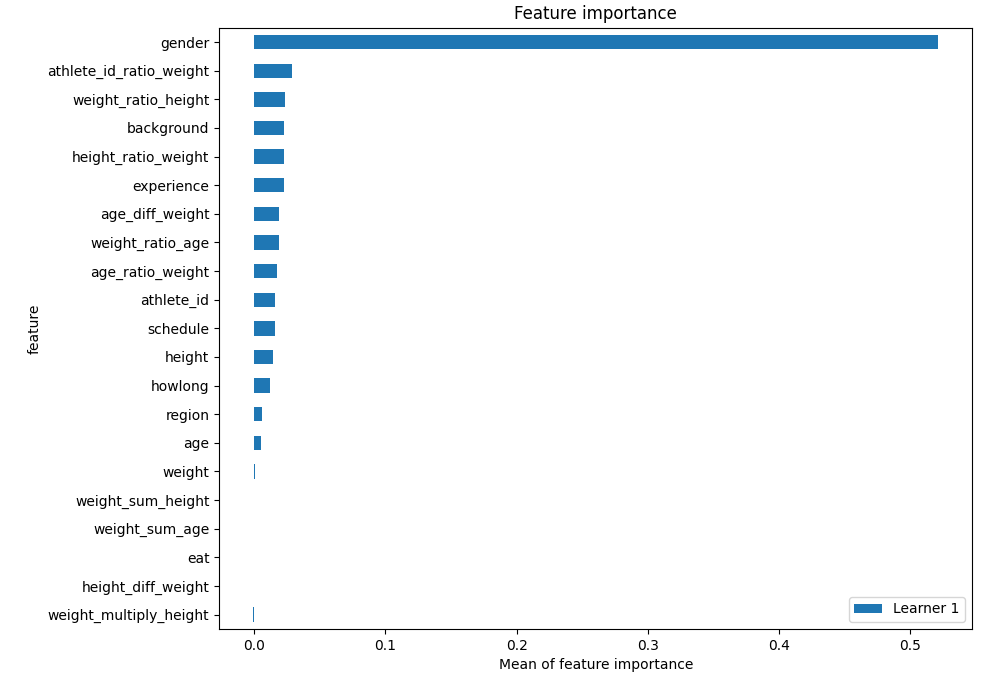 Feature importance
gender
athlete_id_ratio_weight
weight_ratio_height
background
height_ratio_weight
experience
age_diff_weight
weight_ratio_age
age_ratio_weight
athlete_id
schedule
height
howlong
region
age
weight
weight_sum_height
weight_sum_age
eat
height_diff_weight
weight_multiply_height
feature
Learner 1
0.0 0.1 0.2 0.3 0.4 0.5
Mean of feature importance